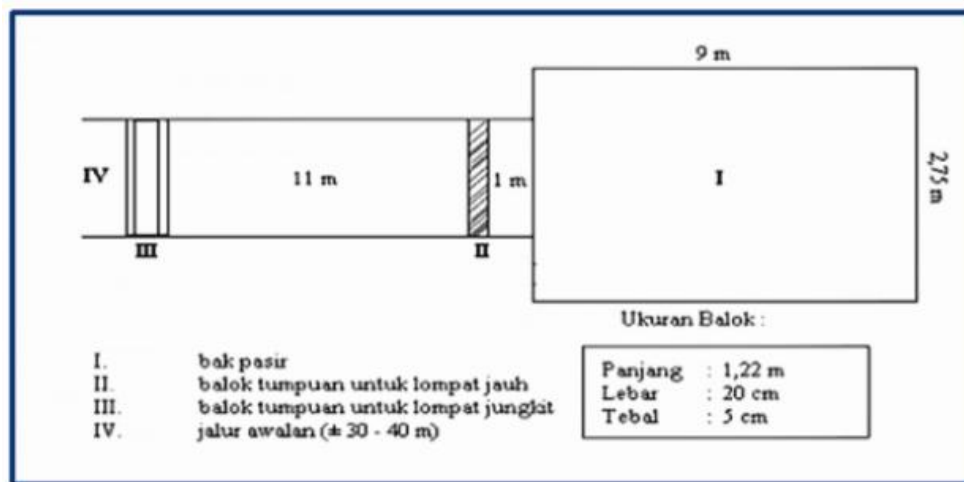 9 m
2,75 m
IV
11 m
1 m
I
III
II
Ukuran Balok :
I. bak pasir
II. balok tumpuan untuk lompat jauh
III. balok tumpuan untuk lompat jungkit
IV. jalur awalan (± 30 - 40 m)
Panjang : 1,22 m
Lebar : 20 cm
Tebal : 5 cm